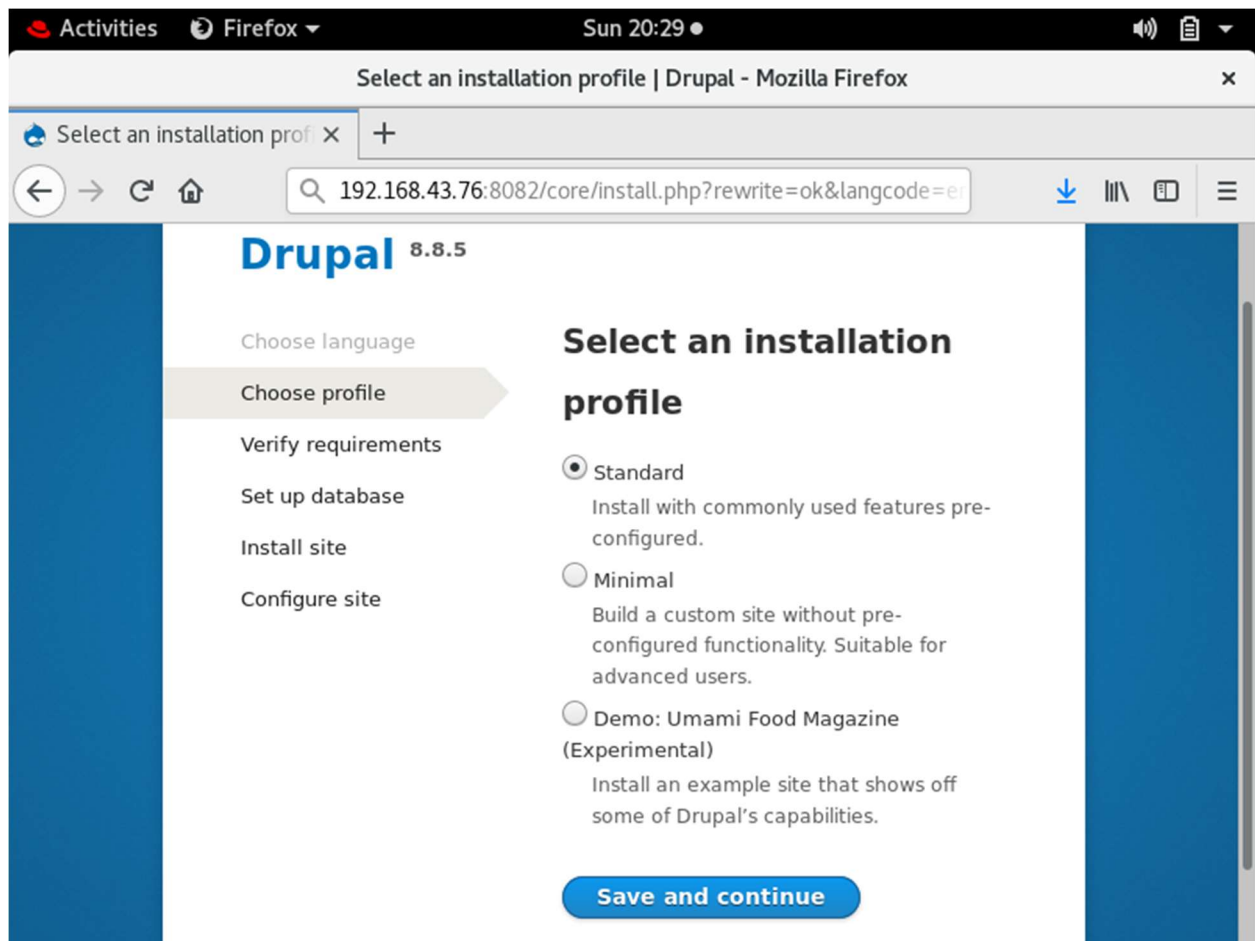 Activities Firefox Sun 20:29
Select an installation profile | Drupal - Mozilla Firefox
Select an installation prof
192.168.43.76:8082/core/install.php?rewrite=ok&langcode=en
Drupal 8.8.5
Choose language
Choose profile
Verify requirements
Set up database
Install site
Configure site
Select an installation
profile
Standard
Install with commonly used features pre-
configured.
Minimal
Build a custom site without pre-
configured functionality. Suitable for
advanced users.
Demo: Umami Food Magazine
(Experimental)
Install an example site that shows off
some of Drupal’s capabilities.
Save and continue